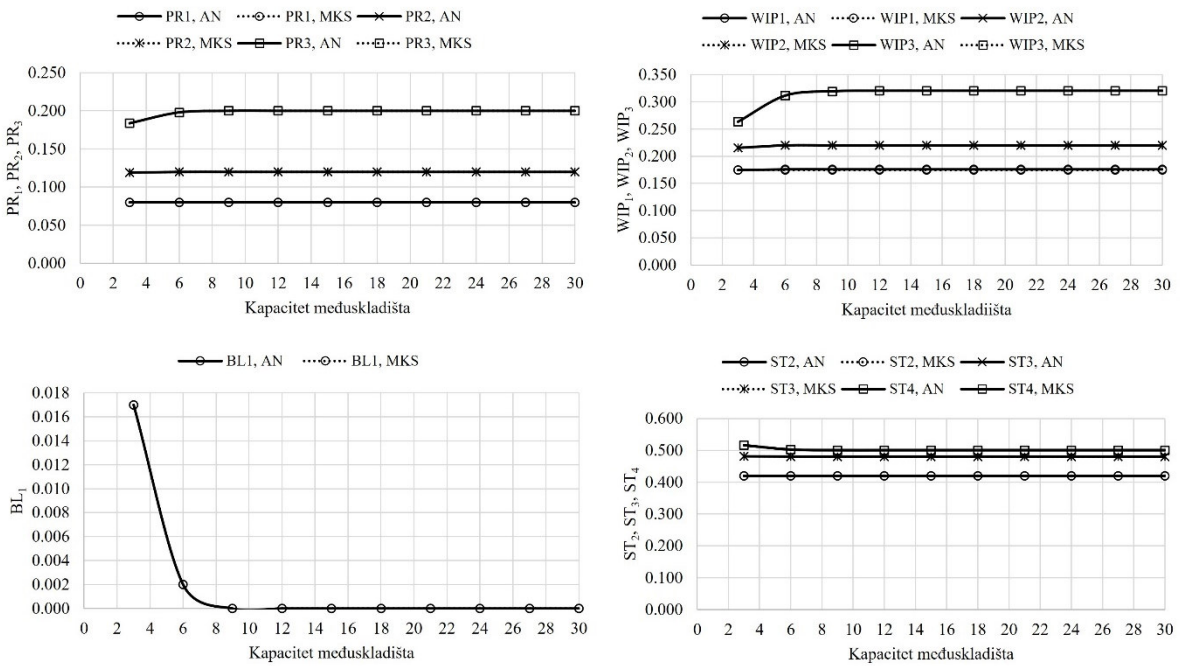 PR1, AN PR1, MKS PR2, AN
PR2, MKS PR3, AN PR3, MKS
0.250
0.200
0.150
0.100
0.050
0.000
PR1, PR2, PR3
0 2 4 6 8 10 12 14 16 18 20 22 24 26 28 30
Kapacitet međuskladišta
WIP1, AN WIP1, MKS WIP2, AN
WIP2, MKS WIP3, AN WIP3, MKS
0.350
0.300
0.250
0.200
0.150
0.100
0.050
0.000
WIP1, WIP2, WIP3
0 2 4 6 8 10 12 14 16 18 20 22 24 26 28 30
Kapacitet međuskladiišta
BL1, AN BL1, MKS
0.018
0.016
0.014
0.012
0.010
0.008
0.006
0.004
0.002
0.000
BL1
0 2 4 6 8 10 12 14 16 18 20 22 24 26 28 30
Kapacitet međuskladišta
ST2, AN ST2, MKS ST3, AN
ST3, MKS ST4, AN ST4, MKS
0.600
0.500
0.400
0.300
0.200
0.100
0.000
ST2, ST3, ST4
0 2 4 6 8 10 12 14 16 18 20 22 24 26 28 30
Kapacitet međuskladišta